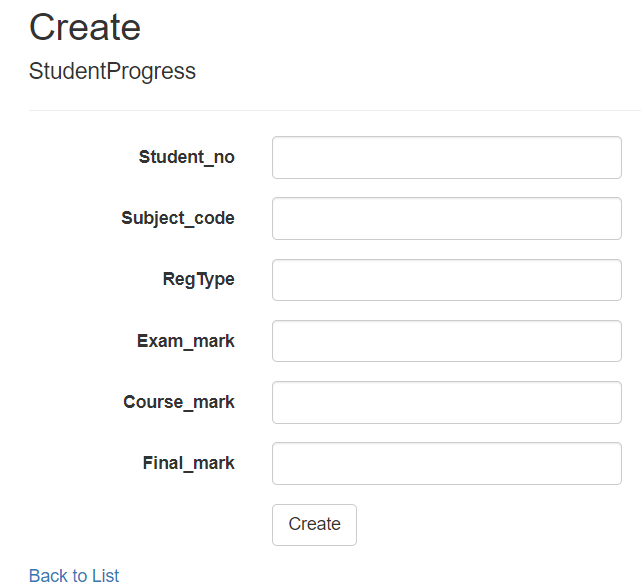 Create
StudentProgress
Student_no
Subject_code
RegType
Exam_mark
Course_mark
Final_mark
Create
Back to List